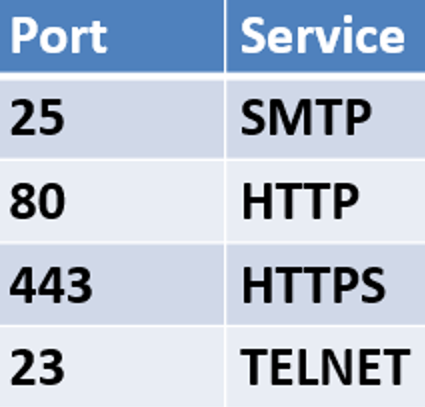 Port Service
25 SMTP
80 HTTP
443 HTTPS
23 TELNET